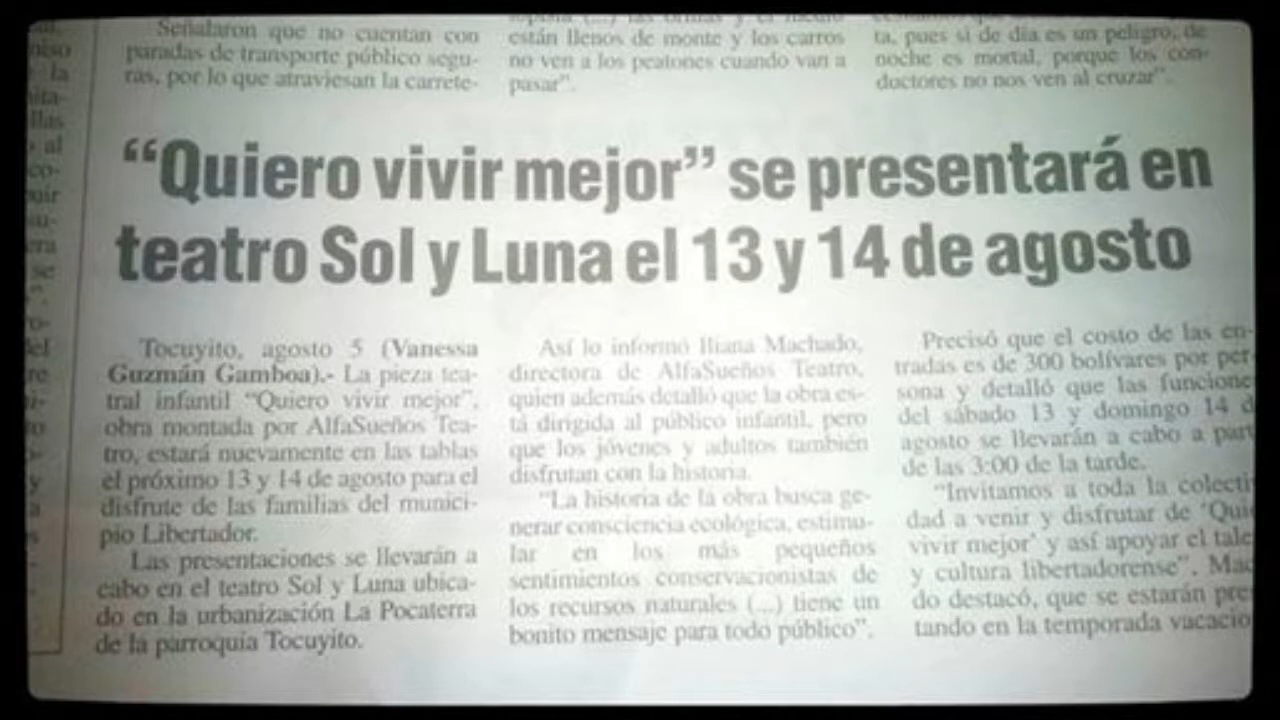 Señalaron que no cuentan con
paradas de transporte público segu-
ras, por lo que atraviesan la carrete-
están llenos de monte y los carros
no ven a los peatones cuando van a
pasar".
ta, pues si de día es un peligro, de
noche es mortal, porque los con-
ductores no nos ven al cruzar".
"Quiero vivir mejor" se presentará en
teatro Sol y Luna el 13 y 14 de agosto
Tocuyito, agosto 5 (Vanessa
Guzmán Gamboa).- La pieza tea-
tral infantil "Quiero vivir mejor",
obra montada por AlfaSueños Tea-
tro, estará nuevamente en las tablas
el próximo 13 y 14 de agosto para el
disfrute de las familias del munici-
pio Libertador.
Las presentaciones se llevarán a
cabo en el teatro Sol y Luna ubica-
do en la urbanización La Pocaterra
de la parroquia Tocuyito.
Así lo informó Iliana Machado,
directora de AlfaSueños Teatro,
quien además detalló que la obra es-
tá dirigida al público infantil, pero
que los jóvenes y adultos también
disfrutan con la historia.
"La historia de la obra busca ge-
nerar consciencia ecológica, estimu-
lar en los más pequeños
sentimientos conservacionistas de
los recursos naturales (...) tiene un
bonito mensaje para todo público".
Precisó que el costo de las en-
tradas es de 300 bolívares por per-
sona y detalló que las funcione
del sábado 13 y domingo 14 d
agosto se llevarán a cabo a part
de las 3:00 de la tarde.
"Invitamos a toda la colecti
dad a venir y disfrutar de 'Qui
vivir mejor' y así apoyar el tale
y cultura libertadorense", Mac
do destacó, que se estarán pre
tando en la temporada vacacio